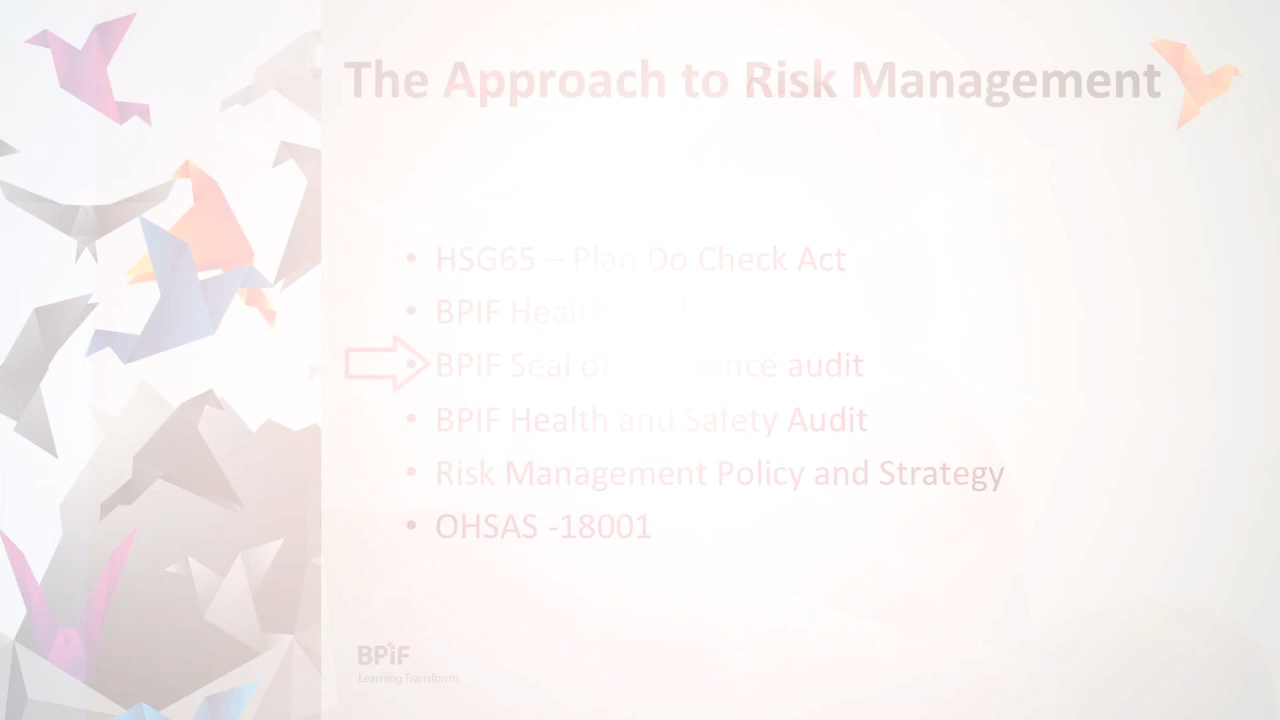 The Approach to Risk Management
• HSG65 – Plan Do Check Act
• BPIF Health
• BPIF Seal of audit
• BPIF Health and Safety Audit
• Risk Management Policy and Strategy
• OHSAS -18001
BPiF
Learning Transforms